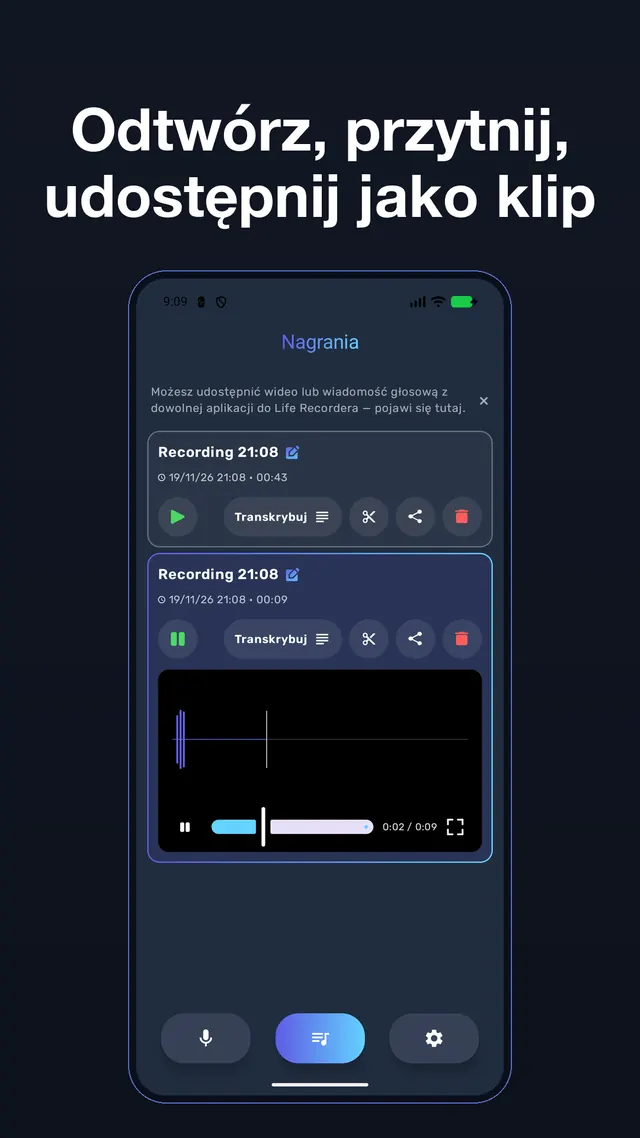 Odtwórz, przytnij,
udostępnij jako klip
9:09
Nagrania
Możesz udostępnić wideo lub wiadomość głosową z
dowolnej aplikacji do Life Recordera — pojawi się tutaj.
Recording 21:08
19/11/26 21:08 • 00:43
Transkrybuj
Recording 21:08
19/11/26 21:08 • 00:09
Transkrybuj
0:02 / 0:09